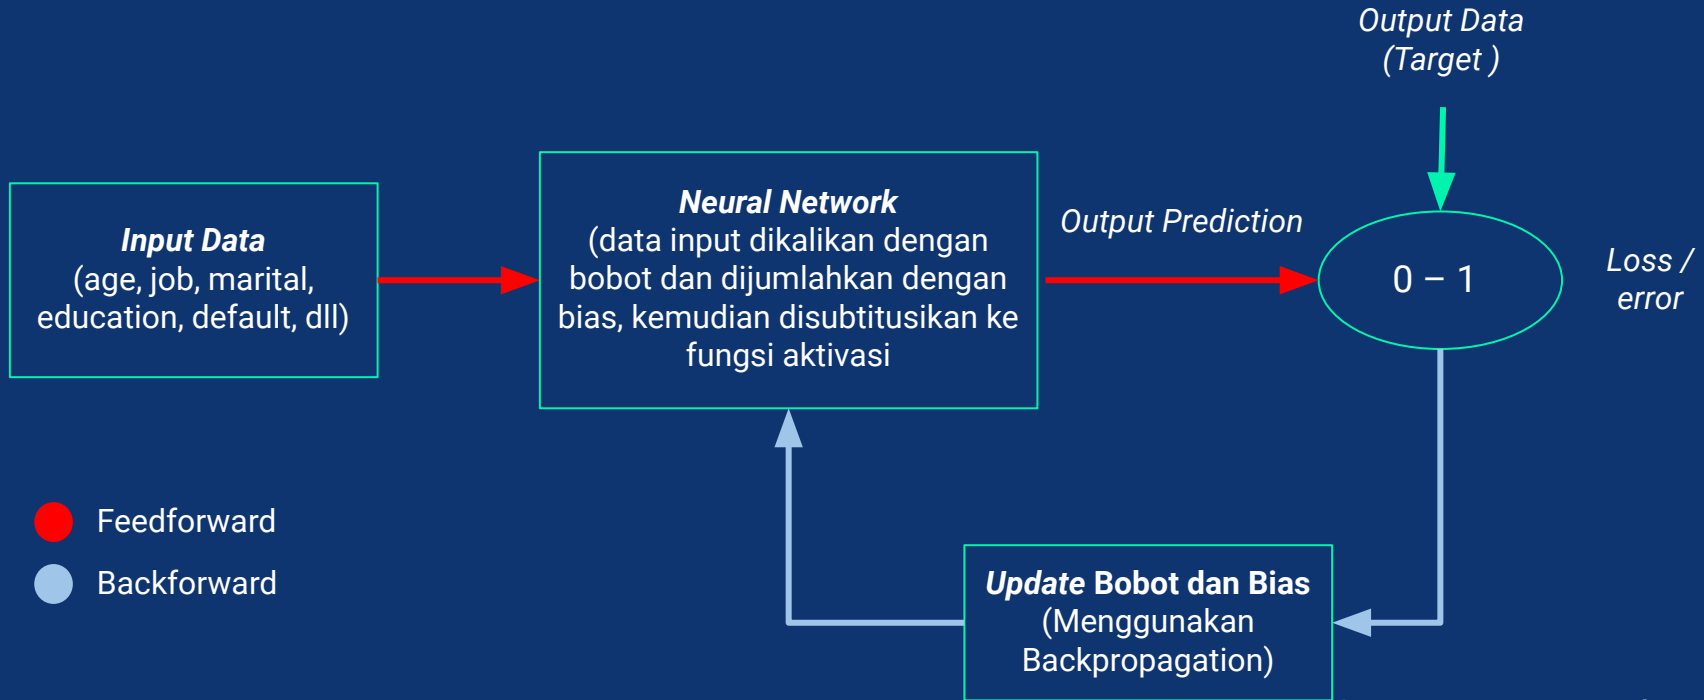 Output Data
(Target )
Input Data
(age, job, marital,
education, default, dll)
Neural Network
(data input dikalikan dengan
bobot dan dijumlahkan dengan
bias, kemudian disubtitusikan ke
fungsi aktivasi
Output Prediction
0 – 1
Loss /
error
Feedforward
Backforward
Update Bobot dan Bias
(Menggunakan
Backpropagation)